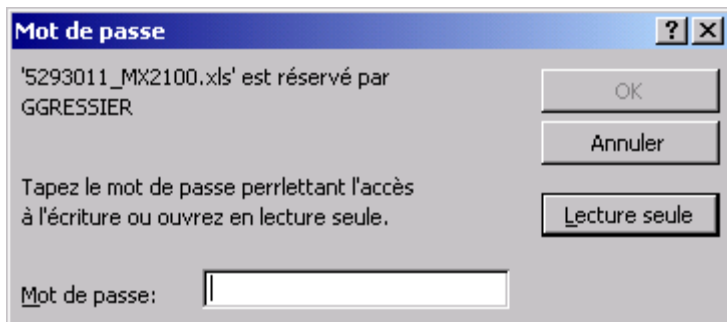 Mot de passe
'5293011_MX2100.xls' est réservé par
GGRESSIER
OK
Annuler
Tapez le mot de passe perrlettant l'accès
à l'écriture ou ouvrez en lecture seule.
Lecture seule
Mot de passe: